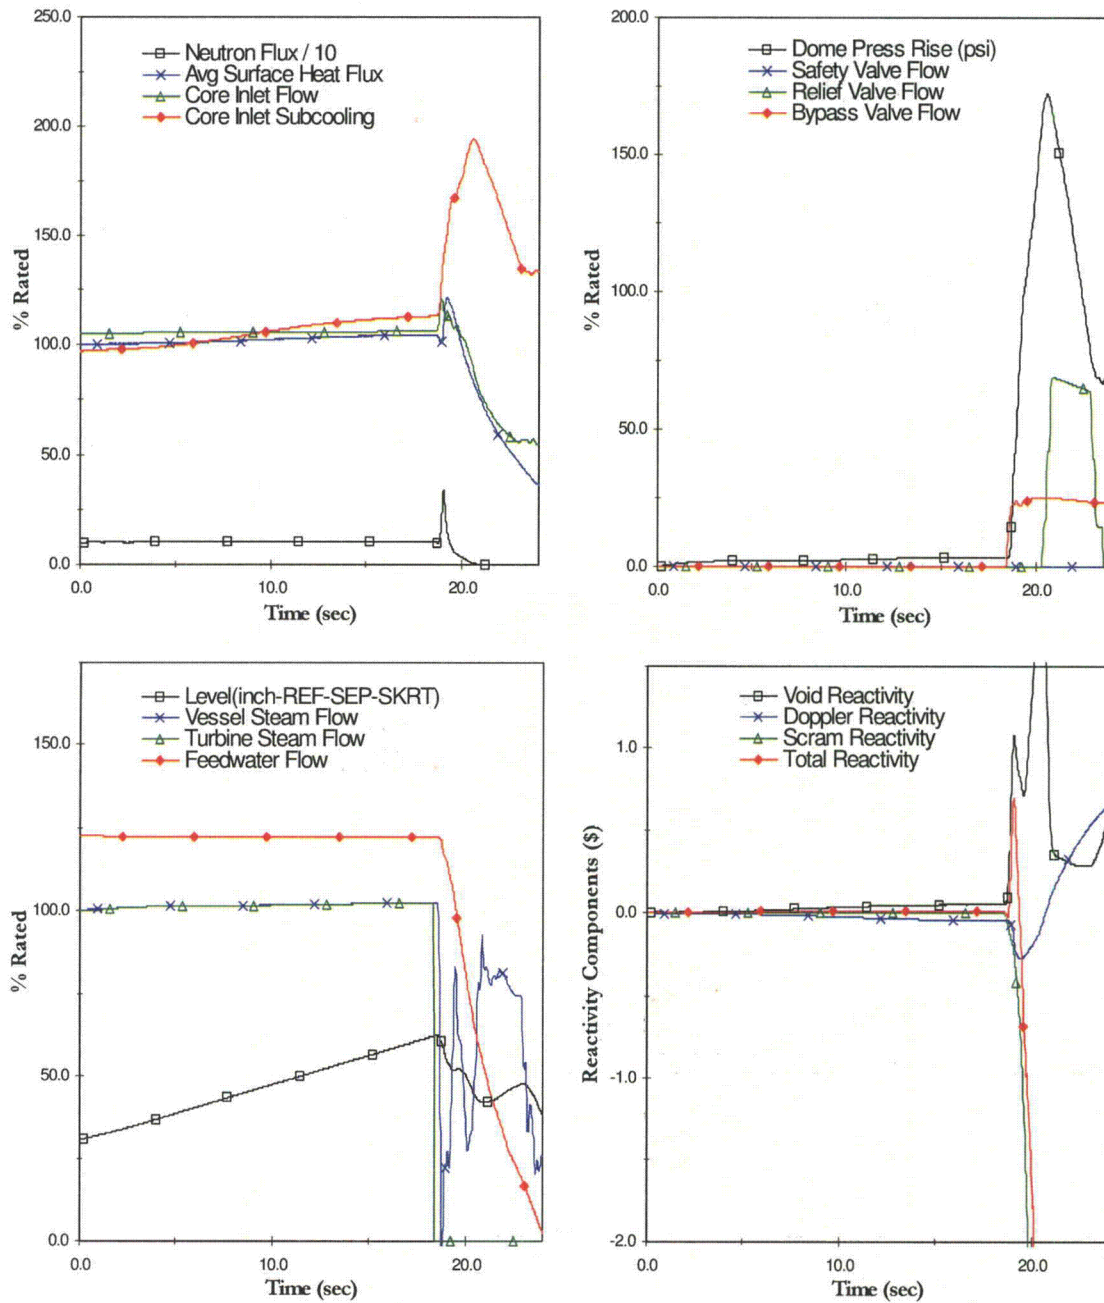 250.0
200.0
150.0
100.0
50.0
0.0
% Rated
Neutron Flux / 10
Avg Surface Heat Flux
Core Inlet Flow
Core Inlet Subcooling
0.0
10.0
20.0
Time (sec)
200.0
150.0
100.0
50.0
0.0
% Rated
Dome Press Rise (psi)
Safety Valve Flow
Relief Valve Flow
Bypass Valve Flow
0.0
10.0
20.0
Time (sec)
150.0
100.0
50.0
0.0
% Rated
Level(inch-REF-SEP-SKRT)
Vessel Steam Flow
Turbine Steam Flow
Feedwater Flow
0.0
10.0
20.0
Time (sec)
1.0
0.0
-1.0
-2.0
Reactivity Components ($)
Void Reactivity
Doppler Reactivity
Scram Reactivity
Total Reactivity
0.0
10.0
20.0
Time (sec)